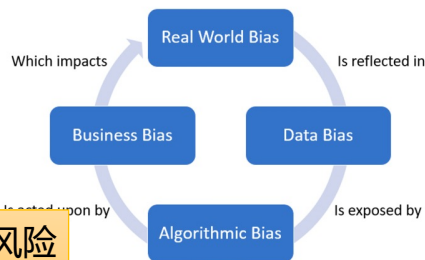 Real World Bias
Which impacts
Is reflected in
Business Bias
Data Bias
Is acted upon by
Is exposed by
Algorithmic Bias
风险